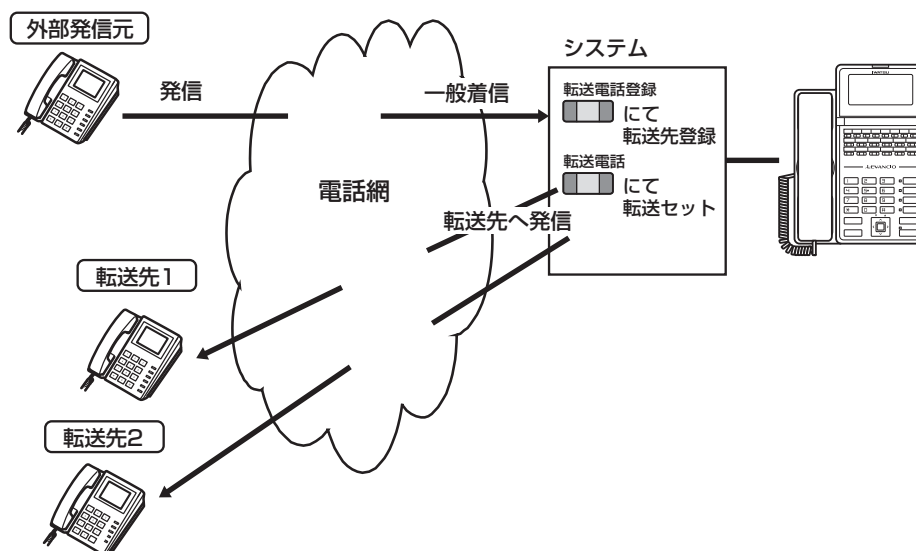 外部発信元
発信
一般着信
システム
転送電話登録
にて
転送先登録
転送電話
にて
転送セット
電話網
転送先へ発信
転送先1
転送先2
IWATSU
LEVANCIO